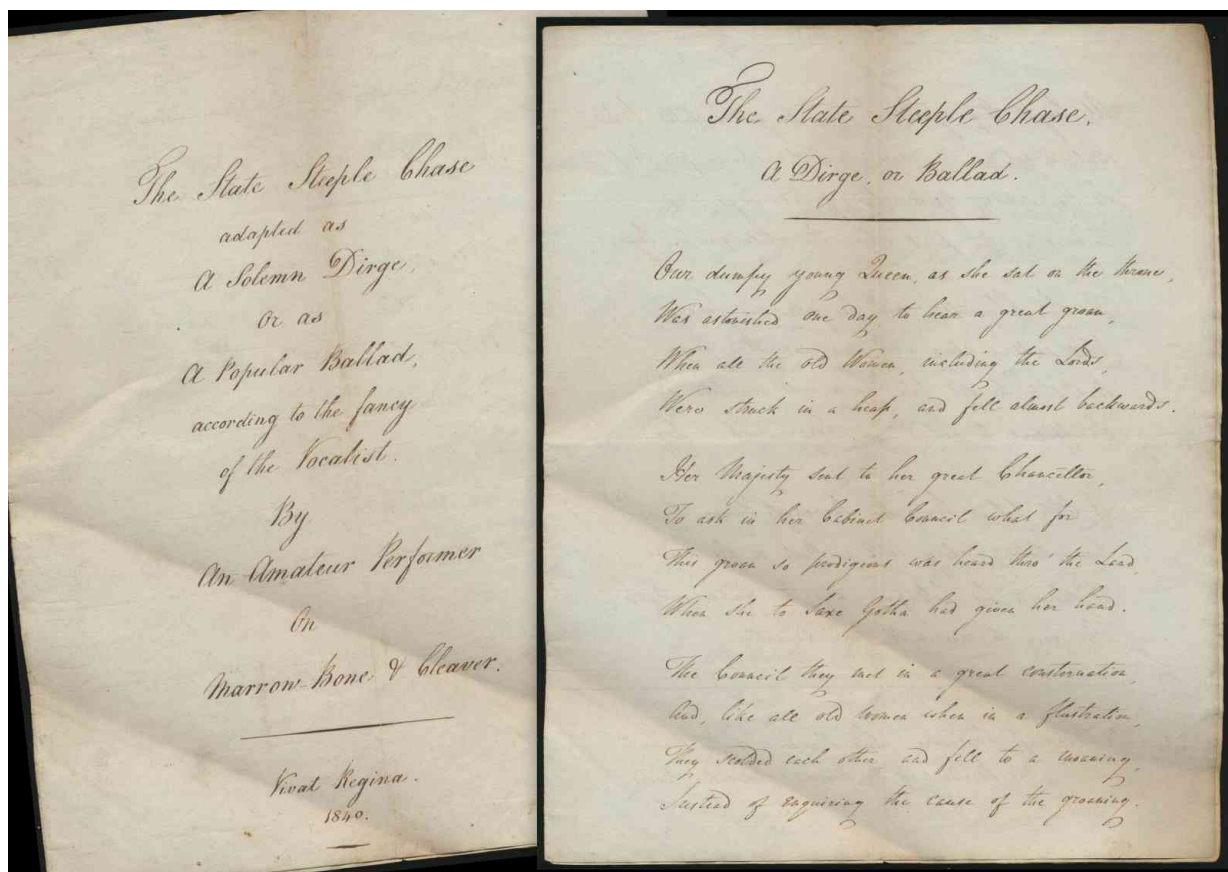 The State Steeple Chase
adapted as
A Solemn Dirge,
Or as
A Popular Ballad,
according to the fancy
of the Vocalist.
By
An Amateur Performer
On
Marrow-Bone & Cleaver.
Vivat Regina.
1840.
The State Steeple Chase.
A Dirge, or Ballad.
Our dumpy young Queen, as she sat on the throne,
Was astonished one day to hear a great groan,
When all the old Women, including the Lords,
Were struck in a heap, and fell almost backwards.
Her Majesty sent to her great Chancellor,
To ask in her Cabinet Council what for
This groan so prodigious was heard thro' the Land,
When she to Saxe Gotha had given her hand.
The Council they met in a great consternation,
And, like all old women when in a flustration,
They scolded each other and fell to a moaning,
Instead of enquiring the cause of the groaning.